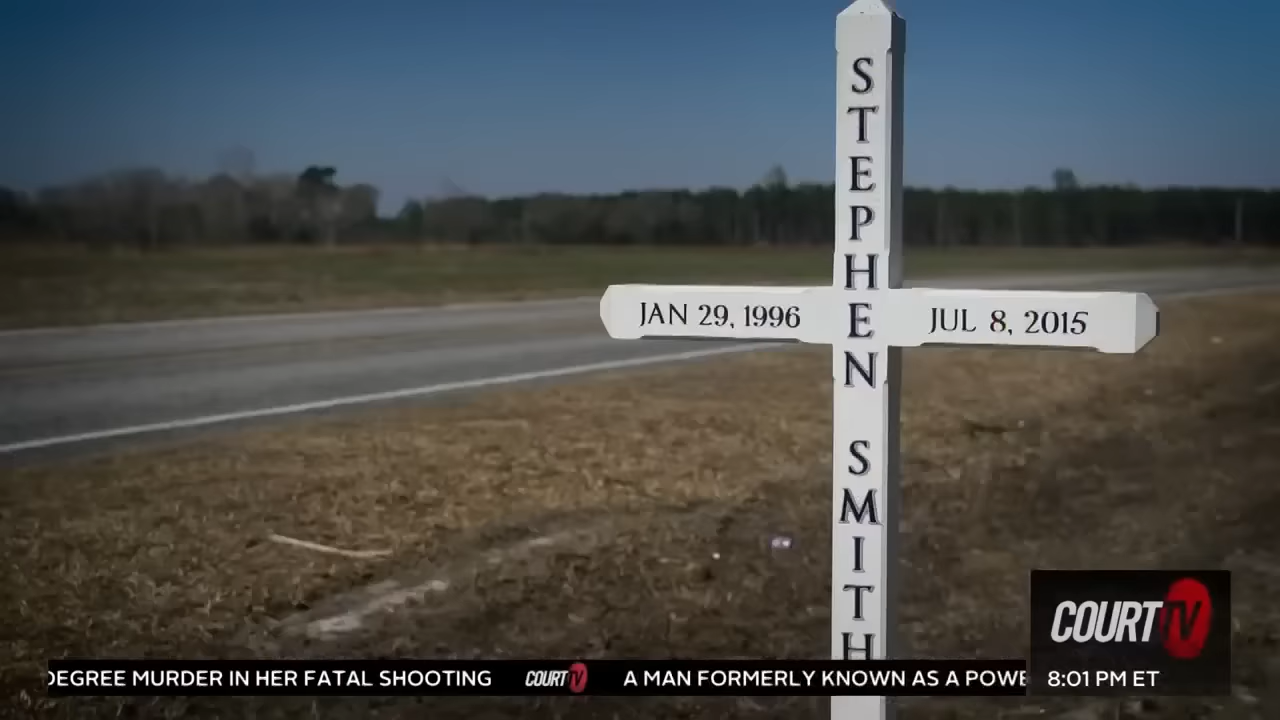 STEPHEN SMITH
JAN 29, 1996
JUL 8, 2015
COURT TV
DEGREE MURDER IN HER FATAL SHOOTING
COURT TV
A MAN FORMERLY KNOWN AS A POWE
8:01 PM ET